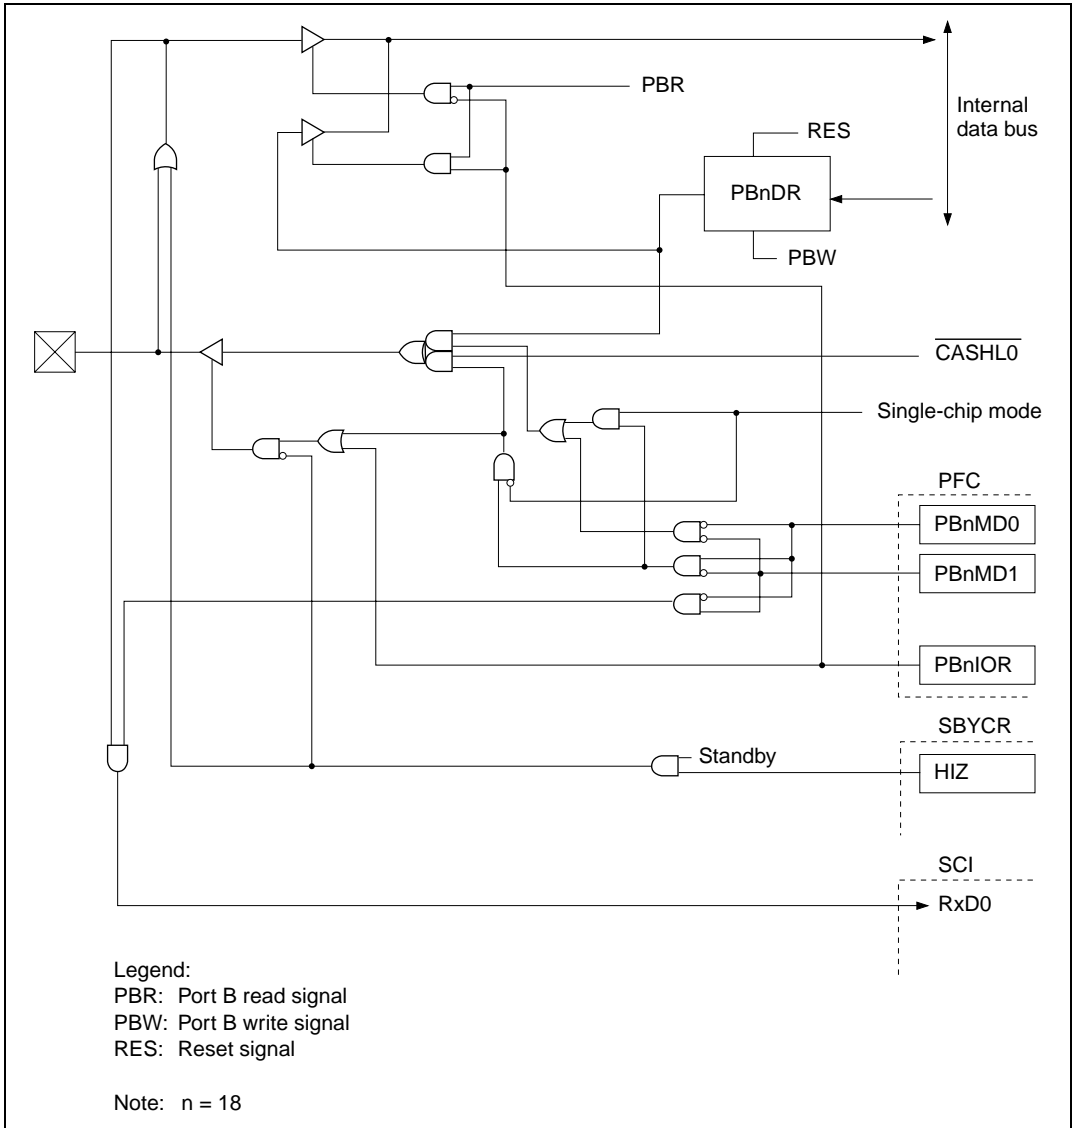 PBR
Internal
data bus
RES
PBnDR
PBW
CASHL0
Single-chip mode
PFC
PBnMD0
PBnMD1
PBnIOR
SBYCR
Standby
HIZ
SCI
RxD0
Legend:
PBR: Port B read signal
PBW: Port B write signal
RES: Reset signal
Note: n = 18